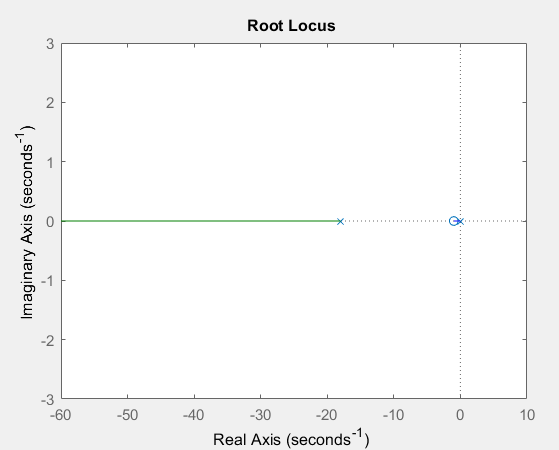 Root Locus
3
2
1
0
-1
-2
-3
Imaginary Axis (seconds⁻¹)
-60 -50 -40 -30 -20 -10 0 10
Real Axis (seconds⁻¹)